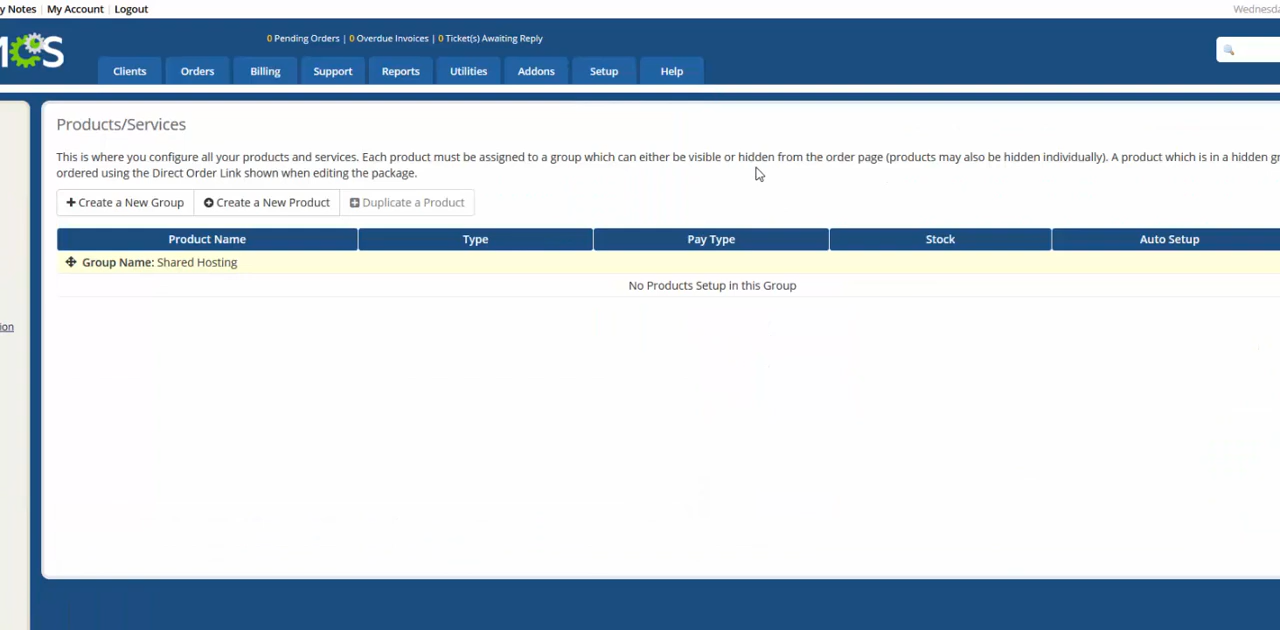 y Notes | My Account | Logout
Wednesda
MCS
0 Pending Orders | 0 Overdue Invoices | 0 Ticket(s) Awaiting Reply
Clients Orders Billing Support Reports Utilities Addons Setup Help
Products/Services
This is where you configure all your products and services. Each product must be assigned to a group which can either be visible or hidden from the order page (products may also be hidden individually). A product which is in a hidden gr
ordered using the Direct Order Link shown when editing the package.
Create a New Group Create a New Product Duplicate a Product
Product Name Type Pay Type Stock Auto Setup
Group Name: Shared Hosting
No Products Setup in this Group
ion